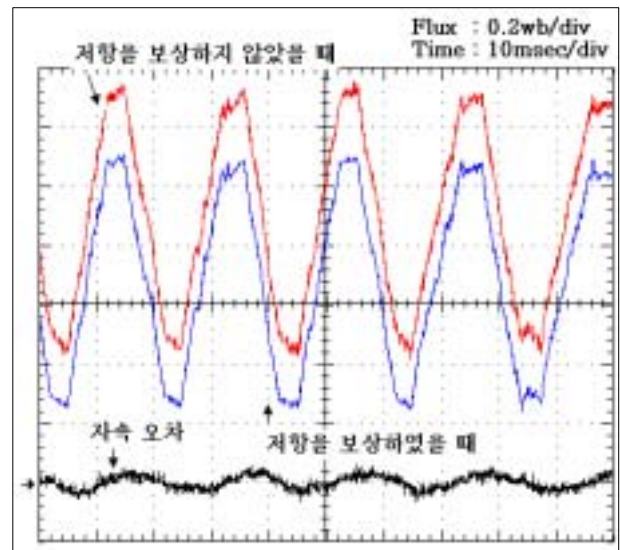 Flux : 0.2wb/div
저항을 보상하지 않았을 때
Time : 10msec/div
자속 오차
저항을 보상하였을 때